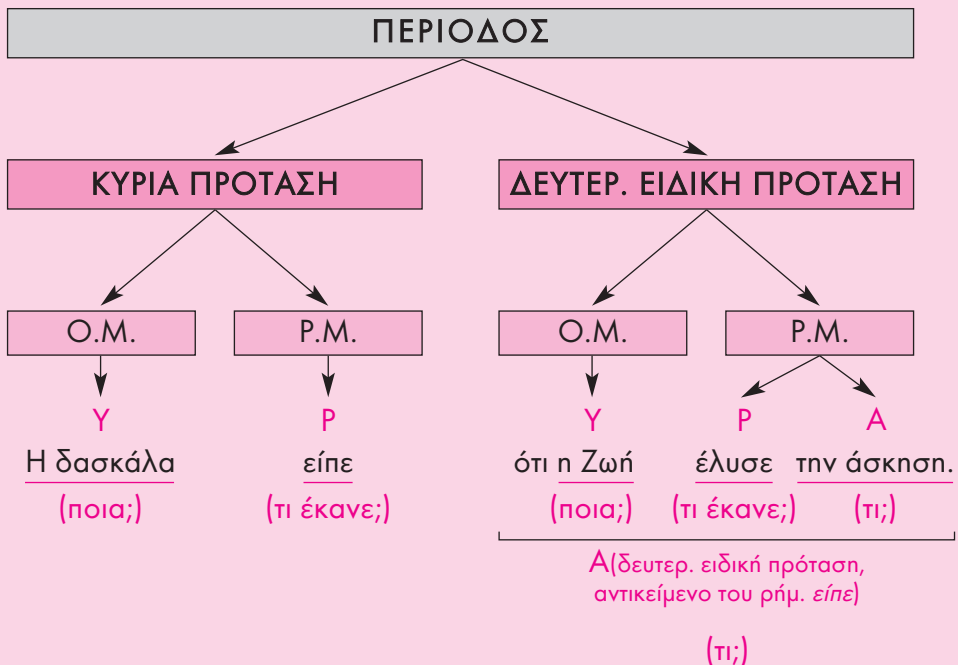 ΠΕΡΙΟΔΟΣ
ΚΥΡΙΑ ΠΡΟΤΑΣΗ ΔΕΥΤΕΡ. ΕΙΔΙΚΗ ΠΡΟΤΑΣΗ
Ο.Μ. Ρ.Μ. Ο.Μ. Ρ.Μ.
Υ Ρ Υ Ρ Α
Η δασκάλα είπε ότι η Ζωή έλυσε την άσκηση.
(ποια;) (τι έκανε;) (ποια;) (τι έκανε;) (τι;)
Α(δευτερ. ειδική πρόταση,
αντικείμενο του ρήμ. είπε)
(τι;)